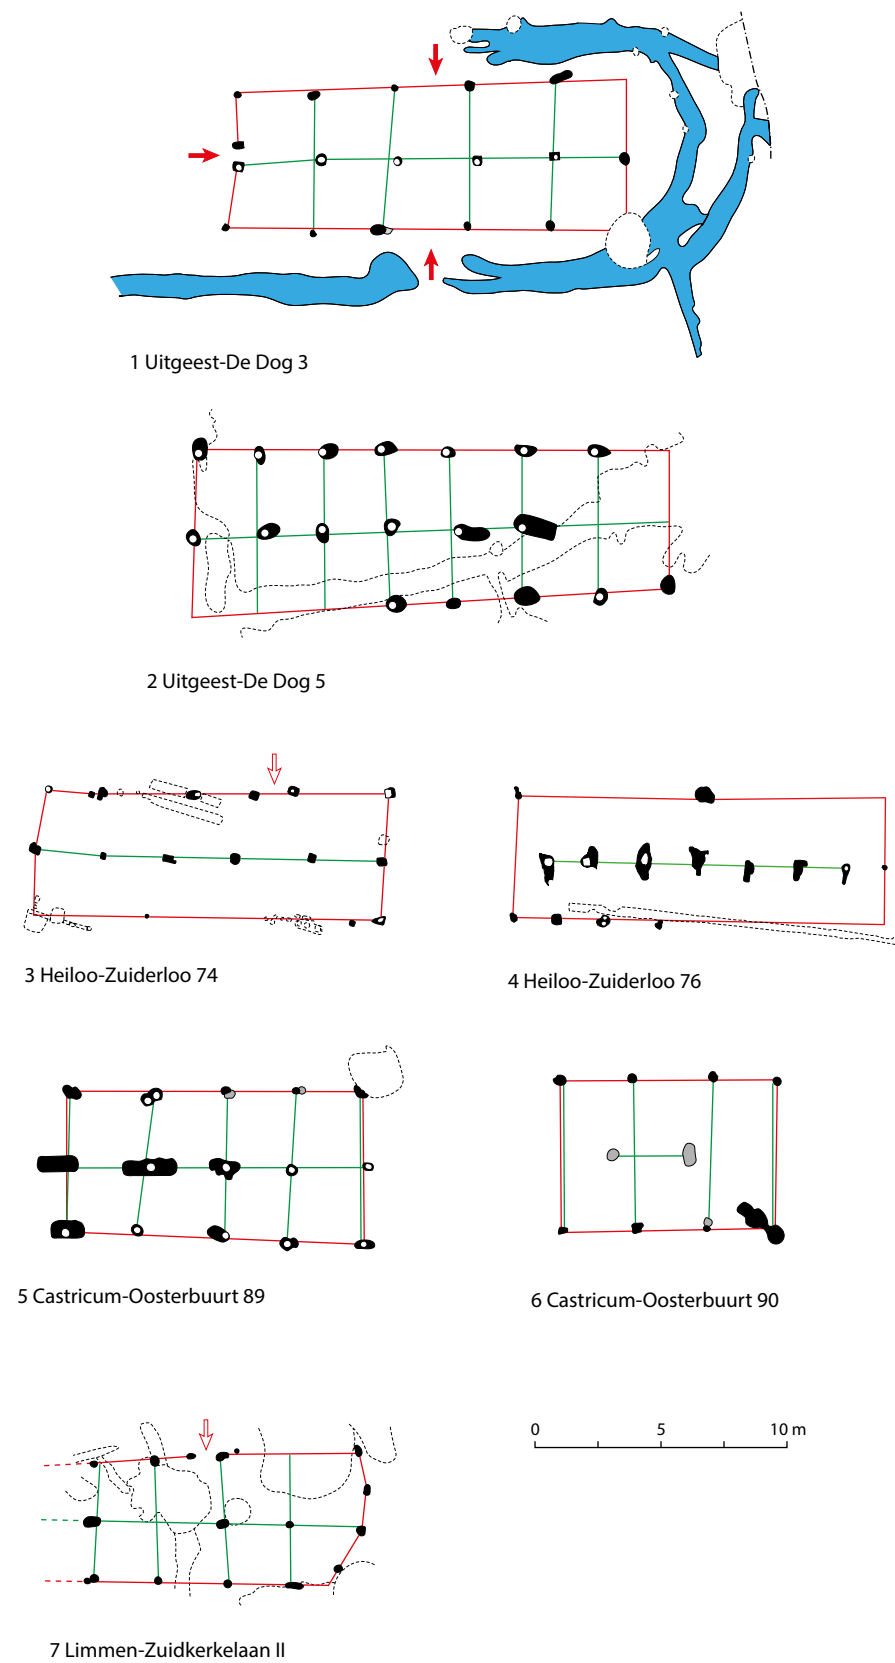 1 Uitgeest-De Dog 3
2 Uitgeest-De Dog 5
3 Heiloo-Zuiderloo 74
4 Heiloo-Zuiderloo 76
5 Castricum-Oosterbuurt 89
6 Castricum-Oosterbuurt 90
0 5 10 m
7 Limmen-Zuidkerkelaan II